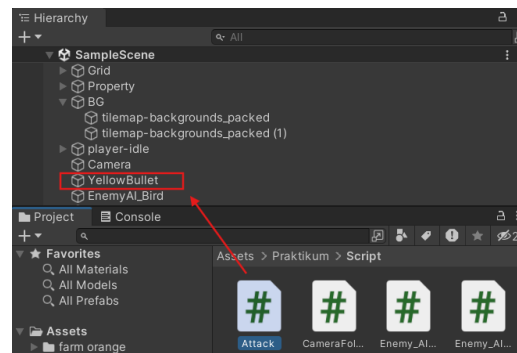 Hierarchy
All
SampleScene
Grid
Property
BG
tilemap-backgrounds_packed
tilemap-backgrounds_packed (1)
player-idle
Camera
YellowBullet
EnemyAI_Bird
Project Console
2
Favorites
All Materials
All Models
All Prefabs
Assets
farm orange
Assets > Praktikum > Script
Attack CameraFol... Enemy_AI... Enemy_AI...